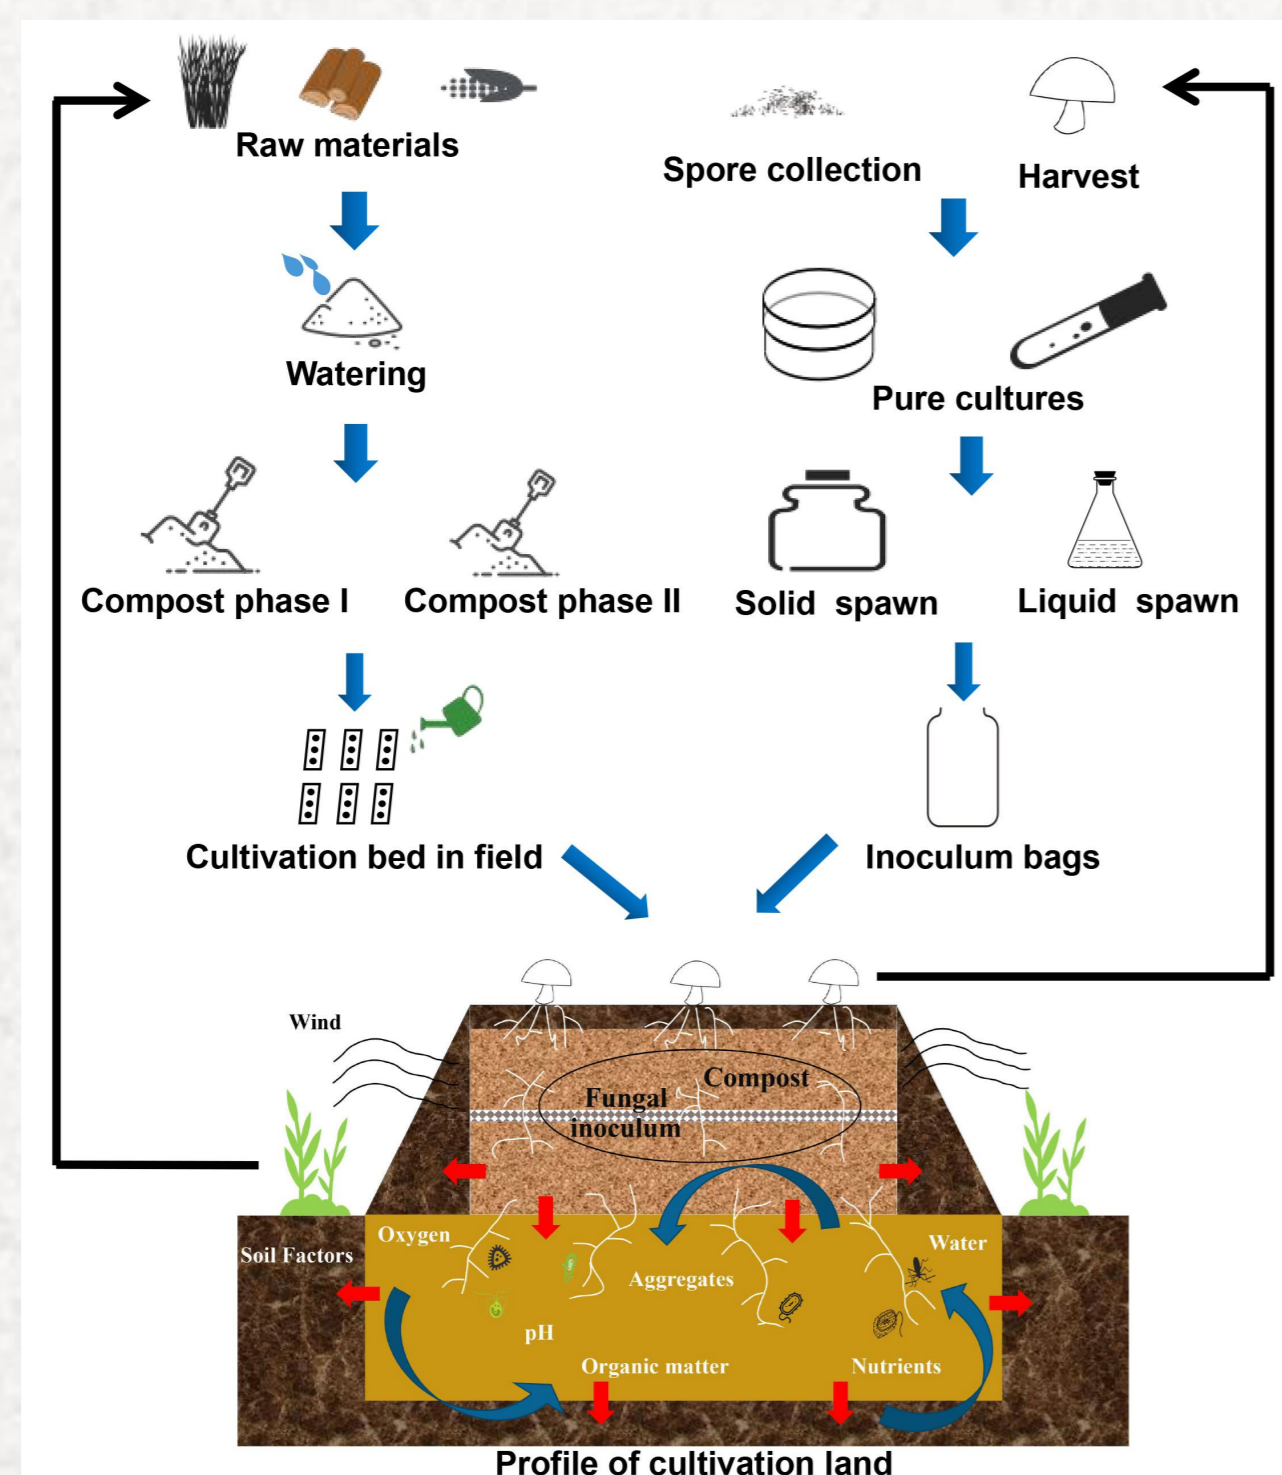 Raw materials
Spore collection
Harvest
Watering
Pure cultures
Compost phase I
Compost phase II
Solid spawn
Liquid spawn
Cultivation bed in field
Inoculum bags
Wind
Compost
Fungal
inoculum
Oxygen
Soil Factors
Water
Aggregates
pH
Organic matter
Nutrients
Profile of cultivation land